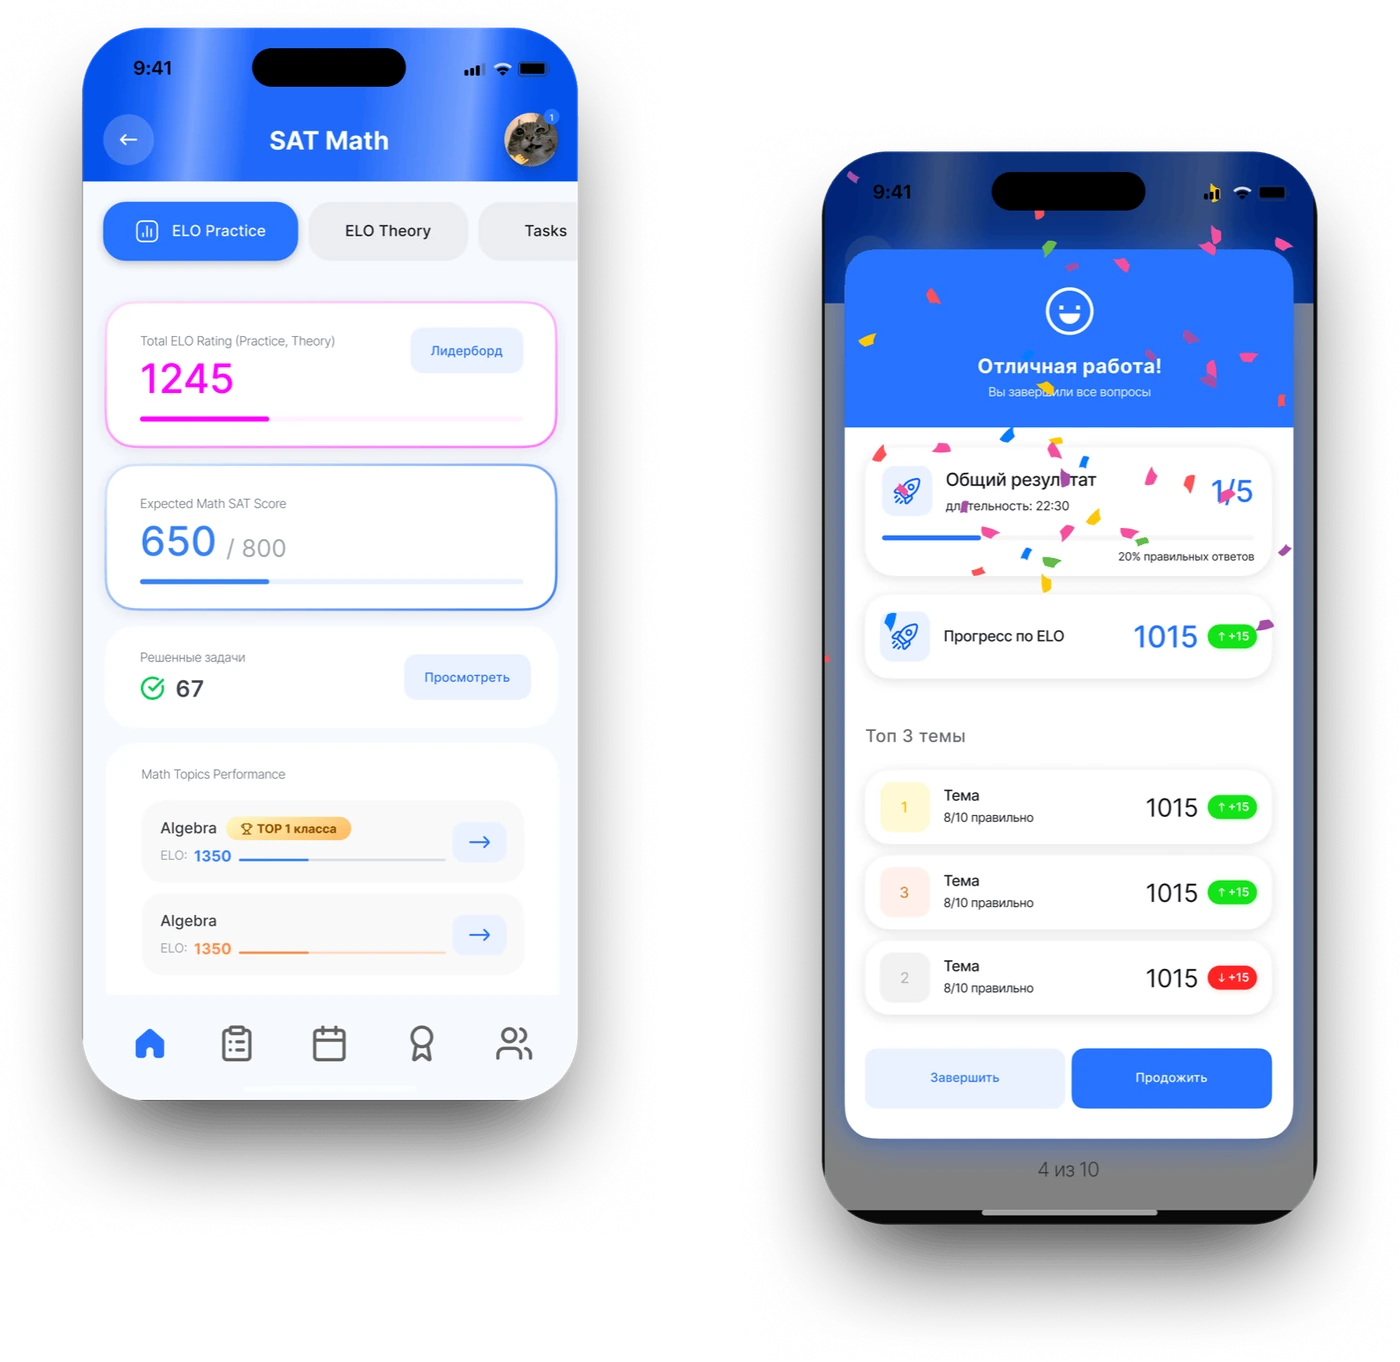 9:41
SAT Math
1
ELO Practice
ELO Theory
Tasks
Total ELO Rating (Practice, Theory)
1245
Лидерборд
Expected Math SAT Score
650 / 800
Решенные задачи
67
Просмотреть
Math Topics Performance
Algebra
TOP 1 класса
ELO: 1350
Algebra
ELO: 1350
9:41
Отличная работа!
Вы завершили все вопросы
Общий результат
длительность: 22:30
1/5
20% правильных ответов
Прогресс по ELO
1015
↑ +15
Топ 3 темы
1
Тема
8/10 правильно
1015
↑ +15
3
Тема
8/10 правильно
1015
↑ +15
2
Тема
8/10 правильно
1015
↓ +15
Завершить
Продожить
4 из 10